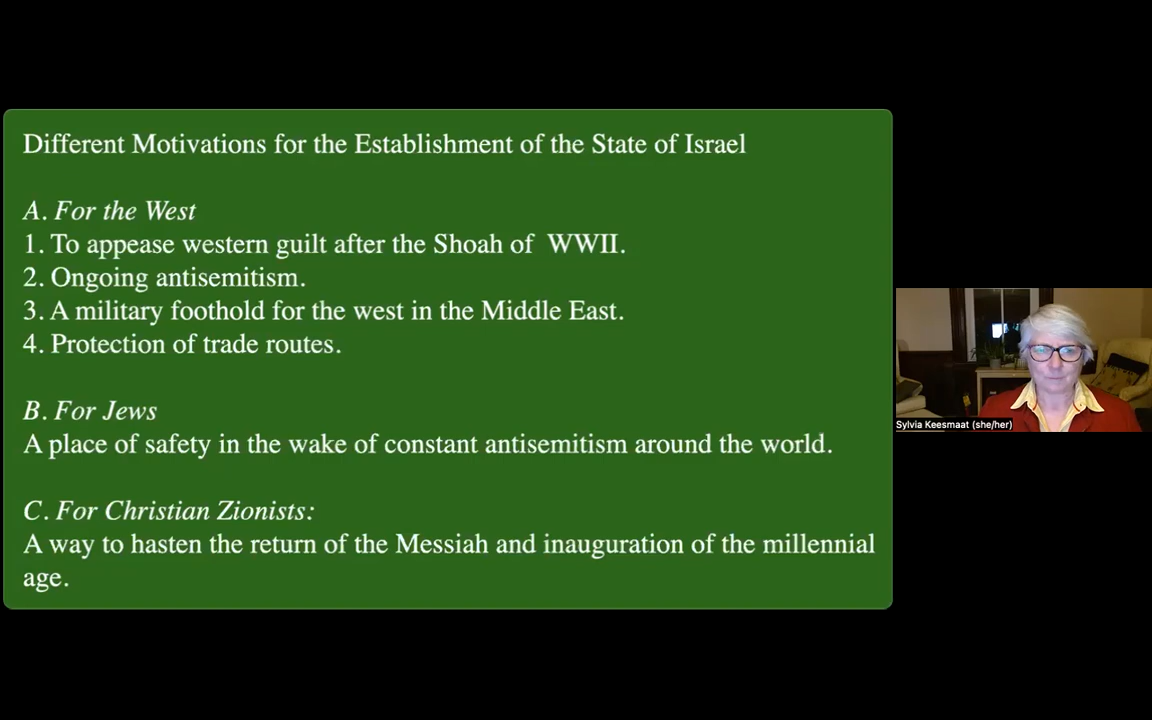 Different Motivations for the Establishment of the State of Israel
A. For the West
1. To appease western guilt after the Shoah of  WWII.
2. Ongoing antisemitism.
3. A military foothold for the west in the Middle East.
4. Protection of trade routes.
B. For Jews
A place of safety in the wake of constant antisemitism around the world.
C. For Christian Zionists:
A way to hasten the return of the Messiah and inauguration of the millennial
age.
Sylvia Keesmaat (she/her)